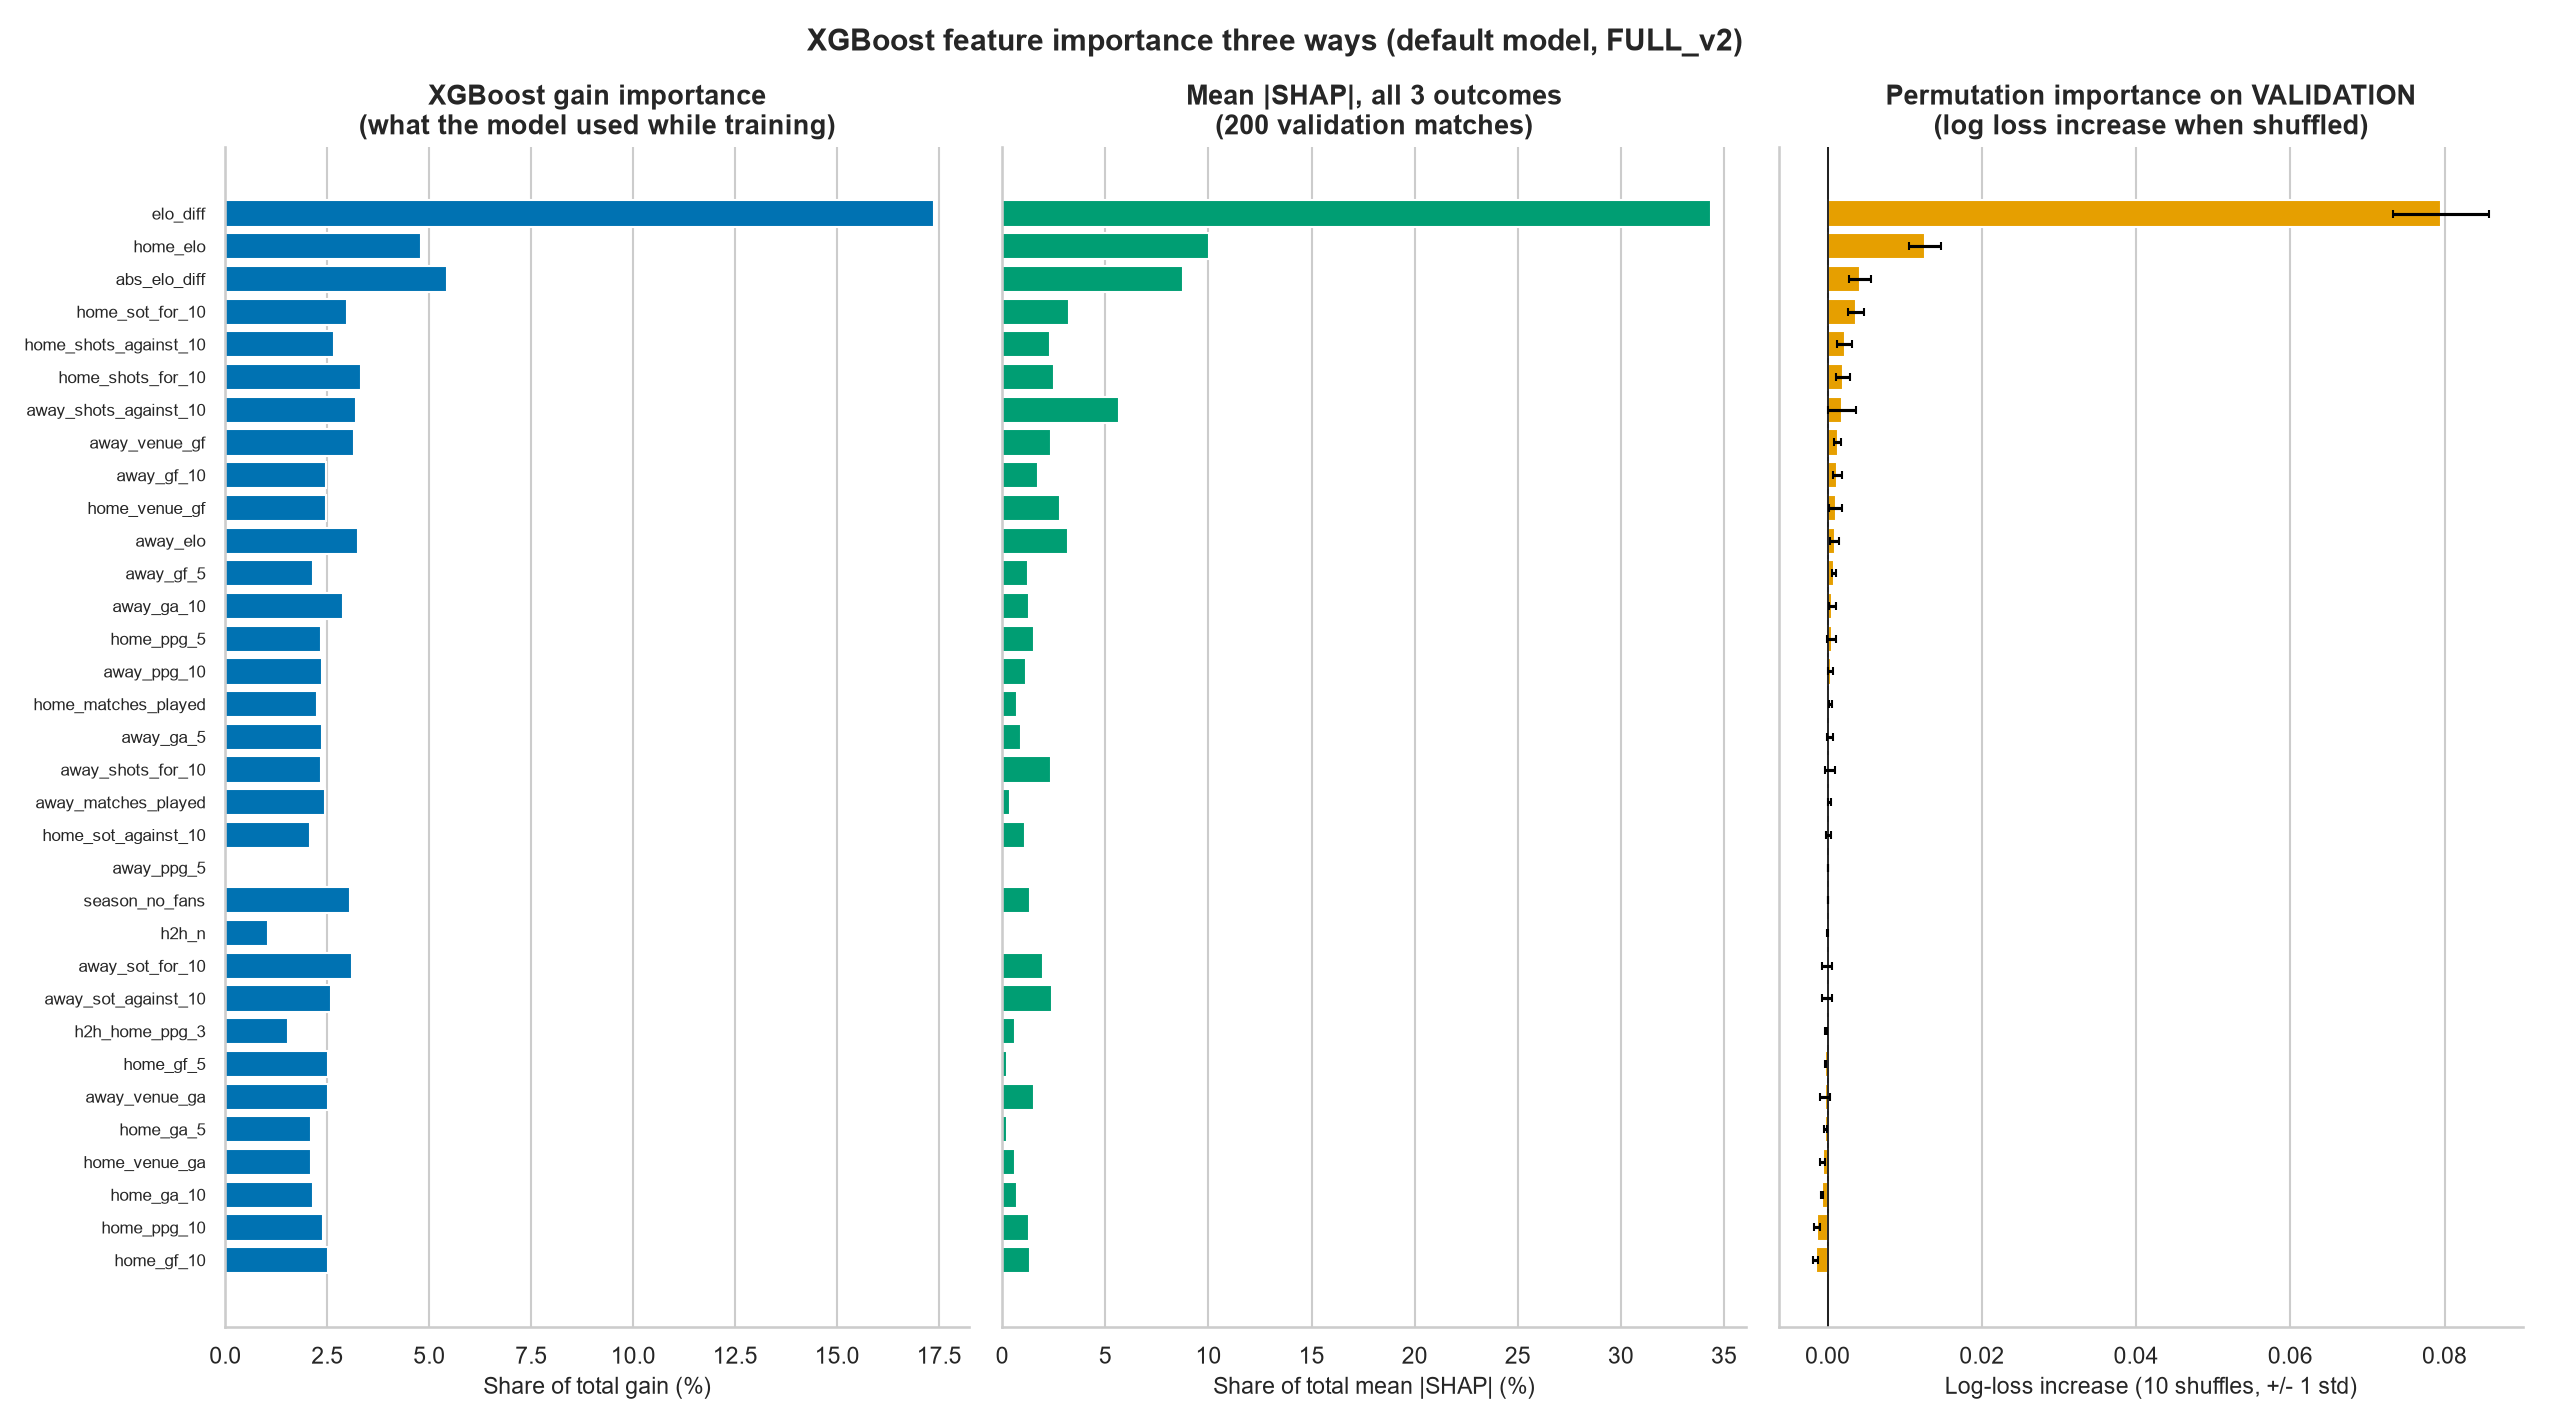 XGBoost feature importance three ways (default model, FULL_v2)
XGBoost gain importance
(what the model used while training)
Mean |SHAP|, all 3 outcomes
(200 validation matches)
Permutation importance on VALIDATION
(log loss increase when shuffled)
elo_diff
home_elo
abs_elo_diff
home_sot_for_10
home_shots_against_10
home_shots_for_10
away_shots_against_10
away_venue_gf
away_gf_10
home_venue_gf
away_elo
away_gf_5
away_ga_10
home_ppg_5
away_ppg_10
home_matches_played
away_ga_5
away_shots_for_10
away_matches_played
home_sot_against_10
away_ppg_5
season_no_fans
h2h_n
away_sot_for_10
away_sot_against_10
h2h_home_ppg_3
home_gf_5
away_venue_ga
home_ga_5
home_venue_ga
home_ga_10
home_ppg_10
home_gf_10
0.0 2.5 5.0 7.5 10.0 12.5 15.0 17.5
Share of total gain (%)
0 5 10 15 20 25 30 35
Share of total mean |SHAP| (%)
0.00 0.02 0.04 0.06 0.08
Log-loss increase (10 shuffles, +/- 1 std)